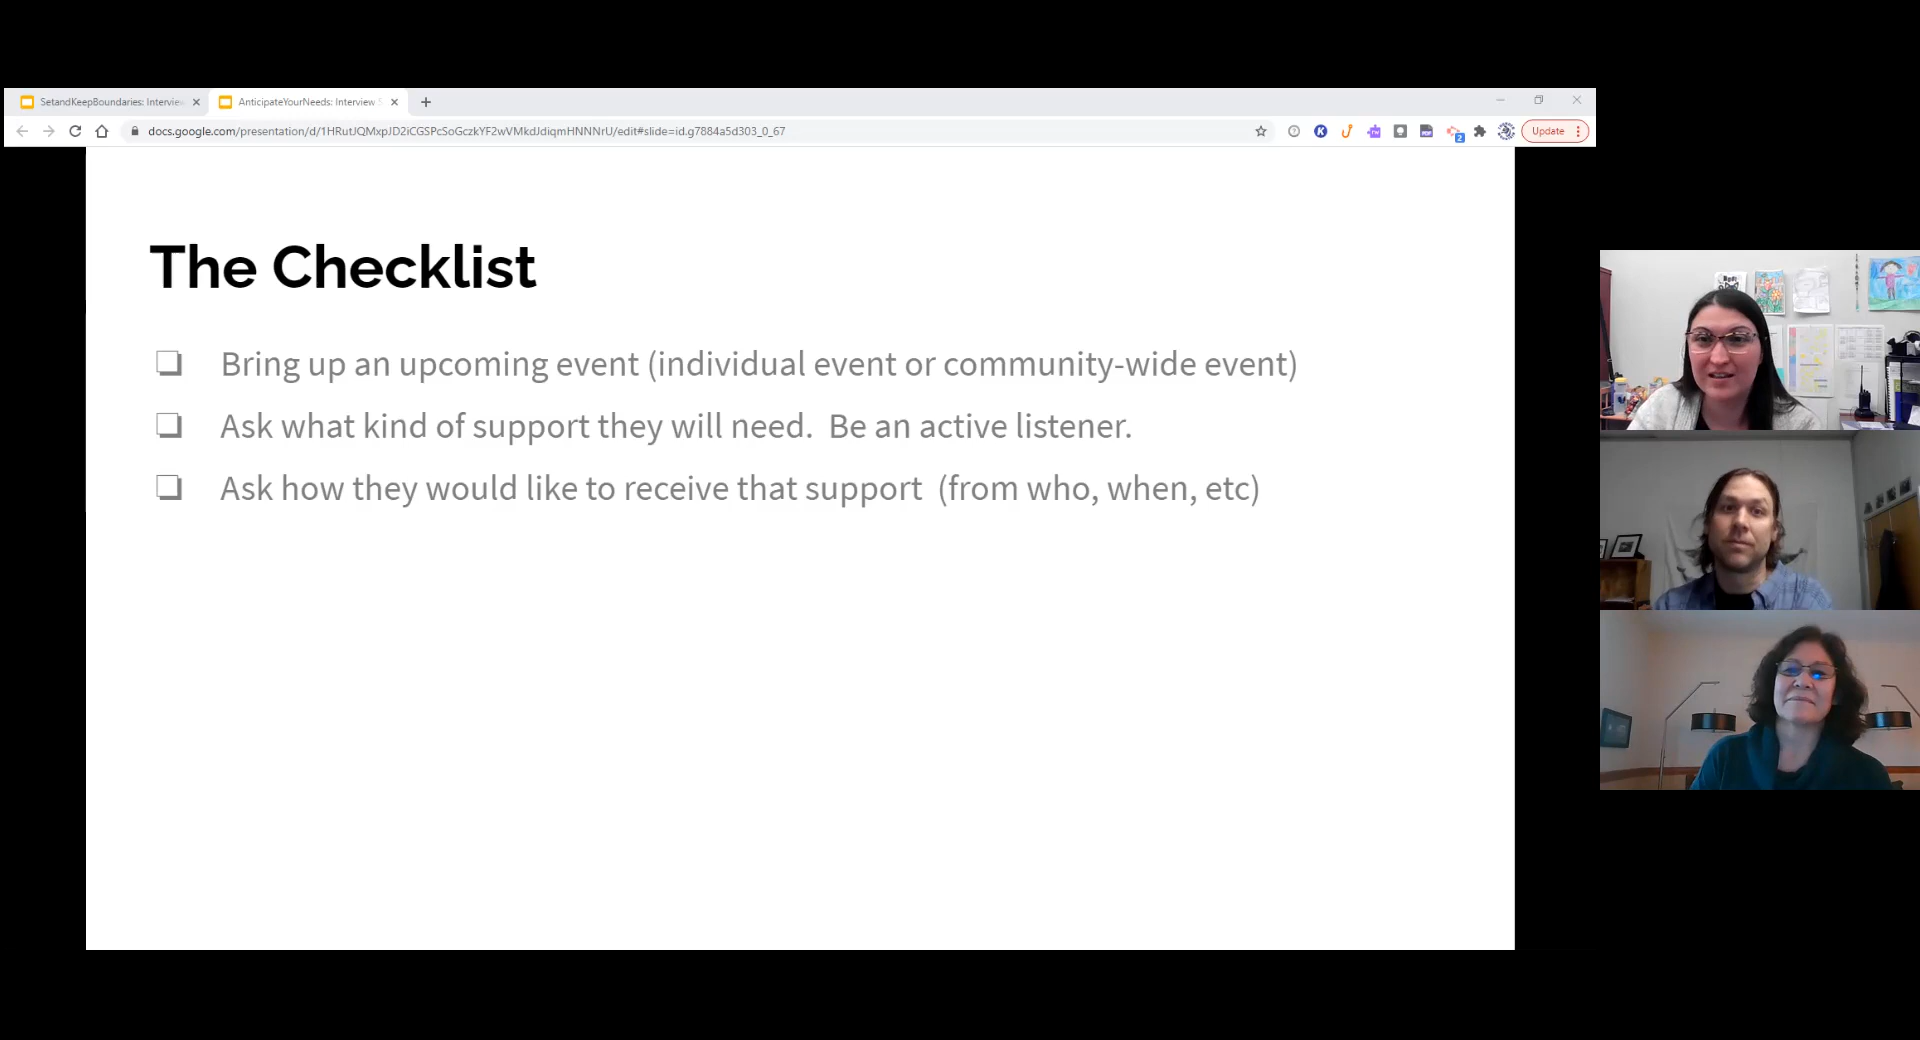 SetandKeepBoundaries: Interview
AnticipateYourNeeds: Interview S
docs.google.com/presentation/d/1HRutJQMxpJD2iCGSPcSoGczkYF2wVMkdJdiqmHNNNrU/edit#slide=id.g7884a5d303_0_67
Update
The Checklist
Bring up an upcoming event (individual event or community-wide event)
Ask what kind of support they will need.  Be an active listener.
Ask how they would like to receive that support  (from who, when, etc)